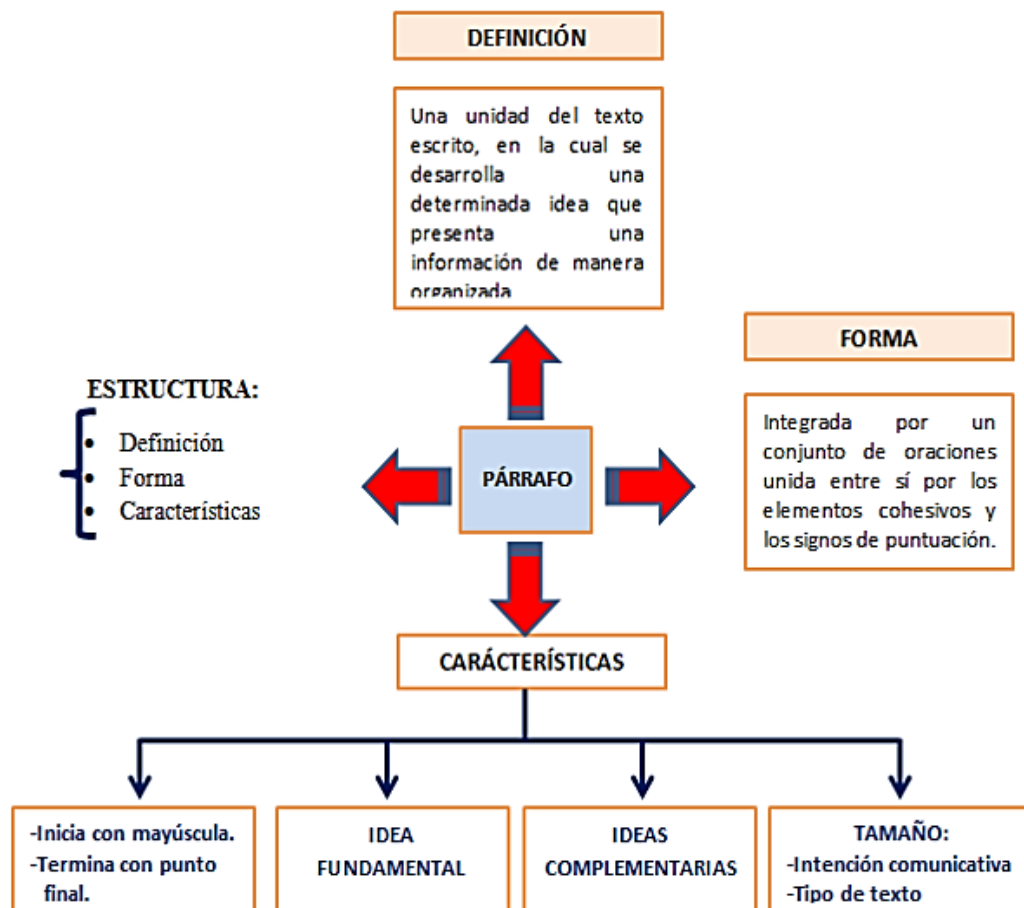 DEFINICIÓN
Una unidad del texto
escrito, en la cual se
desarrolla una
determinada idea que
presenta una
información de manera
organizada
FORMA
Integrada por un
conjunto de oraciones
unida entre sí por los
elementos cohesivos y
los signos de puntuación.
ESTRUCTURA:
• Definición
• Forma
• Características
PÁRRAFO
CARÁCTERÍSTICAS
-Inicia con mayúscula.
-Termina con punto
final.
IDEA
FUNDAMENTAL
IDEAS
COMPLEMENTARIAS
TAMAÑO:
-Intención comunicativa
-Tipo de texto